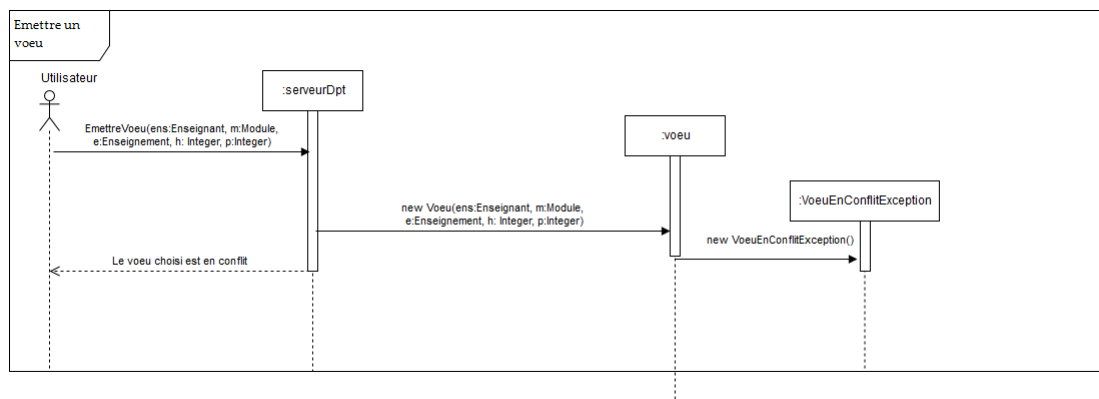 Emettre un
voeu
Utilisateur
:serveurDpt
EmettreVoeu(ens:Enseignant, m:Module,
e:Enseignement, h: Integer, p:Integer)
:voeu
:VoeuEnConflitException
new Voeu(ens:Enseignant, m:Module,
e:Enseignement, h: Integer, p:Integer)
new VoeuEnConflitException()
Le voeu choisi est en conflit